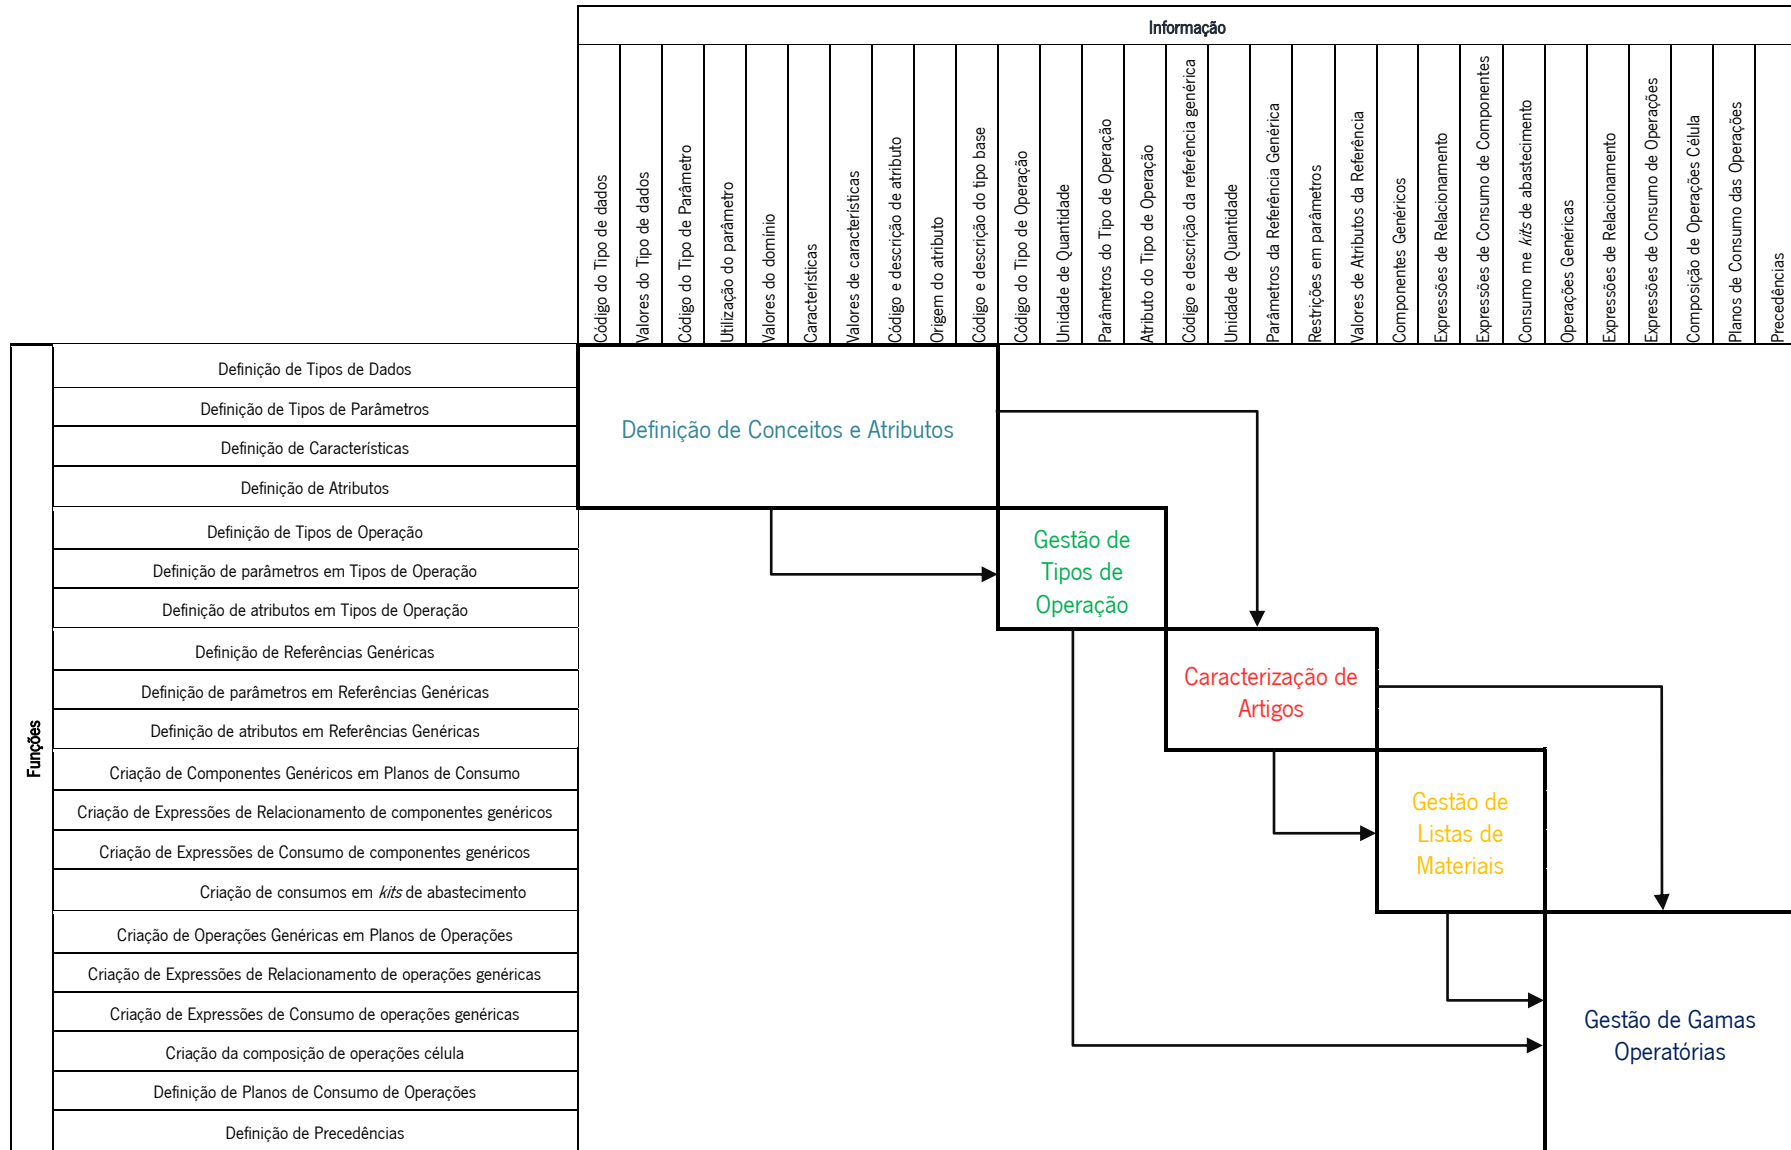 Informação
Código do Tipo de dados
Valores do Tipo de dados
Código do Tipo de Parâmetro
Utilização do parâmetro
Valores do domínio
Características
Valores de características
Código e descrição de atributo
Origem do atributo
Código e descrição do tipo base
Código do Tipo de Operação
Unidade de Quantidade
Parâmetros do Tipo de Operação
Atributo do Tipo de Operação
Código e descrição da referência genérica
Unidade de Quantidade
Parâmetros da Referência Genérica
Restrições em parâmetros
Valores de Atributos da Referência
Componentes Genéricos
Expressões de Relacionamento
Expressões de Consumo de Componentes
Consumo me kits de abastecimento
Operações Genéricas
Expressões de Relacionamento
Expressões de Consumo de Operações
Composição de Operações Célula
Planos de Consumo das Operações
Precedências
Funções
Definição de Tipos de Dados
Definição de Tipos de Parâmetros
Definição de Características
Definição de Atributos
Definição de Tipos de Operação
Definição de parâmetros em Tipos de Operação
Definição de atributos em Tipos de Operação
Definição de Referências Genéricas
Definição de parâmetros em Referências Genéricas
Definição de atributos em Referências Genéricas
Criação de Componentes Genéricos em Planos de Consumo
Criação de Expressões de Relacionamento de componentes genéricos
Criação de Expressões de Consumo de componentes genéricos
Criação de consumos em kits de abastecimento
Criação de Operações Genéricas em Planos de Operações
Criação de Expressões de Relacionamento de operações genéricas
Criação de Expressões de Consumo de operações genéricas
Criação da composição de operações célula
Definição de Planos de Consumo de Operações
Definição de Precedências
Definição de Conceitos e Atributos
Gestão de
Tipos de
Operação
Caracterização de
Artigos
Gestão de
Listas de
Materiais
Gestão de Gamas
Operatórias